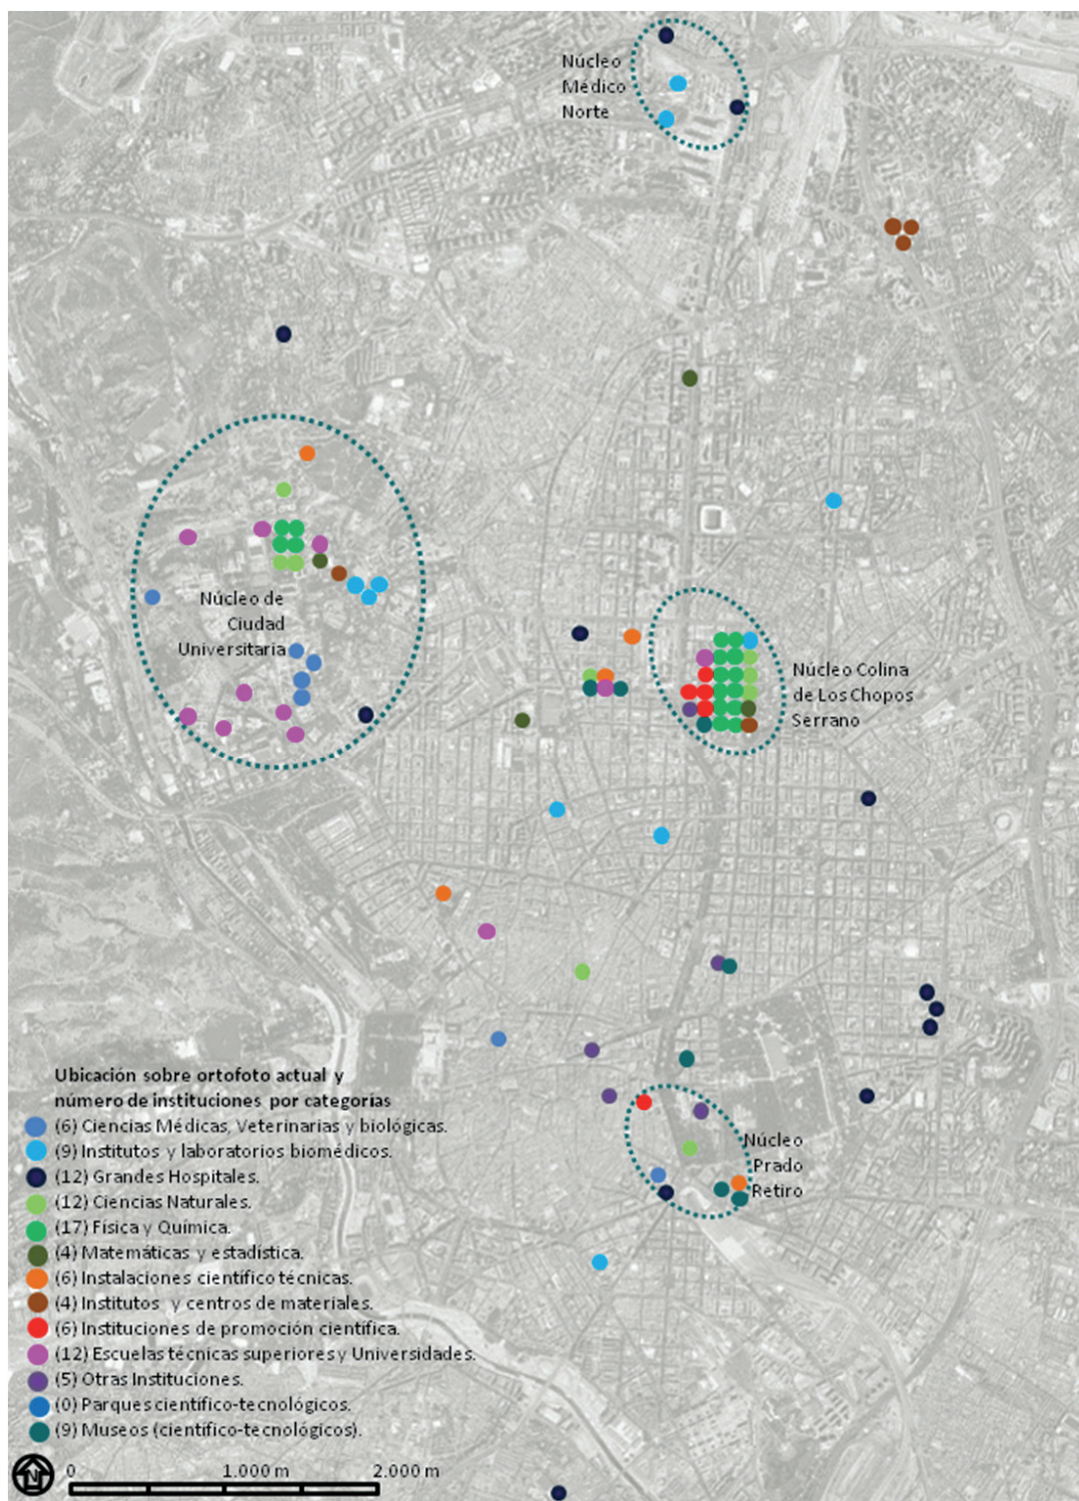 Núcleo
Médico
Norte
Núcleo de
Ciudad
Universitaria
Núcleo Colina
de Los Chopos
Serrano
Núcleo
Prado
Retiro
Ubicación sobre ortofoto actual y
número de instituciones por categorías
(6) Ciencias Médicas, Veterinarias y biológicas.
(9) Institutos y laboratorios biomédicos.
(12) Grandes Hospitales.
(12) Ciencias Naturales.
(17) Física y Química.
(4) Matemáticas y estadística.
(6) Instalaciones científico técnicas.
(4) Institutos y centros de materiales.
(6) Instituciones de promoción científica.
(12) Escuelas técnicas superiores y Universidades.
(5) Otras Instituciones.
(0) Parques científico-tecnológicos.
(9) Museos (científico-tecnológicos).
N 0 1.000 m 2.000 m